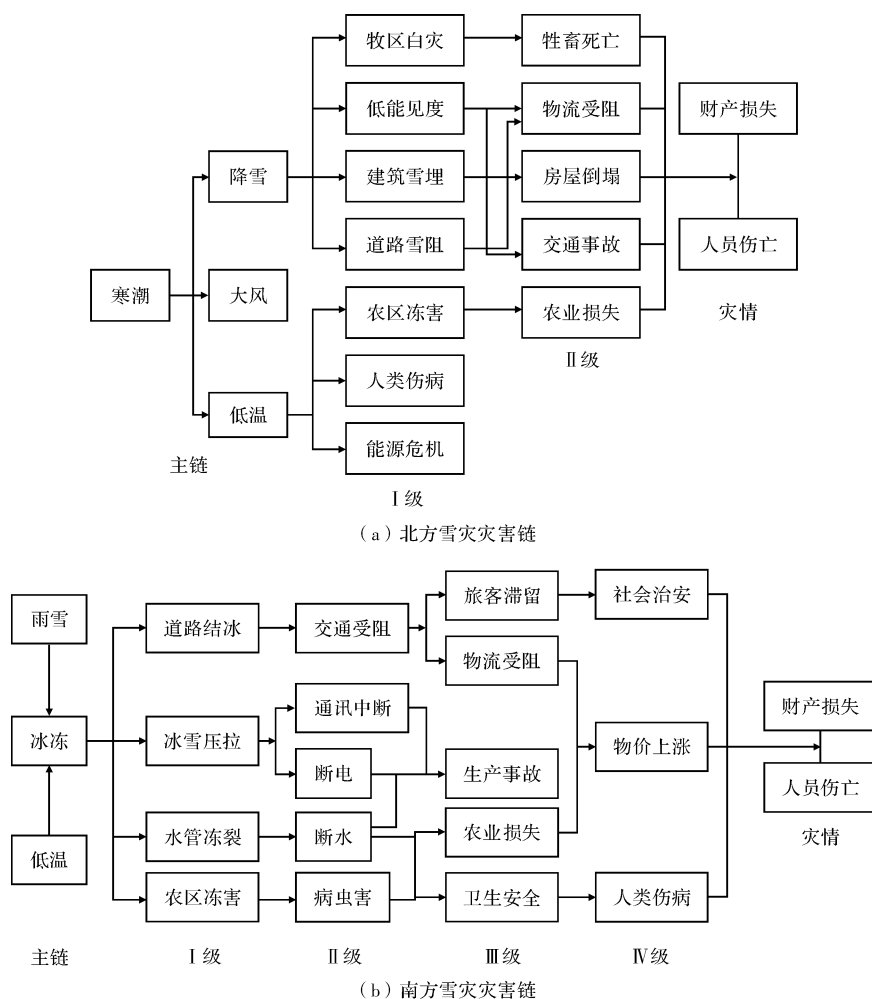 牧区白灾 牲畜死亡
低能见度 物流受阻 财产损失
降雪 建筑雪埋 房屋倒塌
道路雪阻 交通事故 人员伤亡
寒潮 大风 农区冻害 农业损失 灾情
Ⅱ级
人类伤病
低温
能源危机
主链
Ⅰ级
（a）北方雪灾灾害链
雨雪 道路结冰 交通受阻 旅客滞留 社会治安
物流受阻
通讯中断 财产损失
冰冻 冰雪压拉 物价上涨
断电 生产事故 人员伤亡
水管冻裂 断水 农业损失 灾情
低温
农区冻害 病虫害 卫生安全 人类伤病
主链 Ⅰ级 Ⅱ级 Ⅲ级 Ⅳ级
（b）南方雪灾灾害链